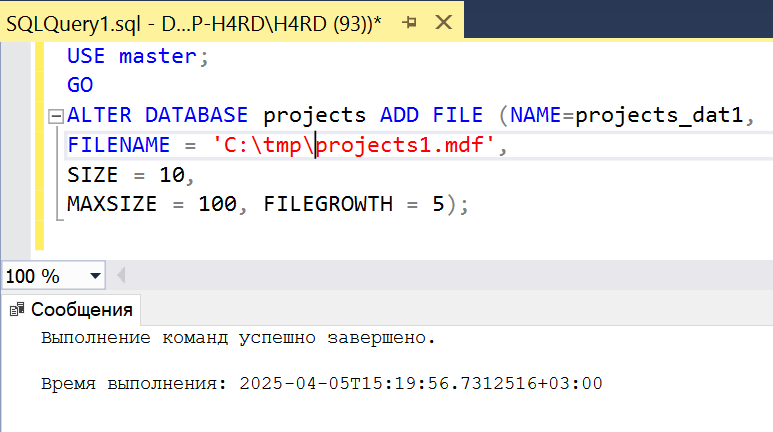 SQLQuery1.sql - D...P-H4RD\H4RD (93))*
USE master;
GO
ALTER DATABASE projects ADD FILE (NAME=projects_dat1,
FILENAME = 'C:\tmp\projects1.mdf',
SIZE = 10,
MAXSIZE = 100, FILEGROWTH = 5);
100 %
Сообщения
Выполнение команд успешно завершено.
Время выполнения: 2025-04-05T15:19:56.7312516+03:00